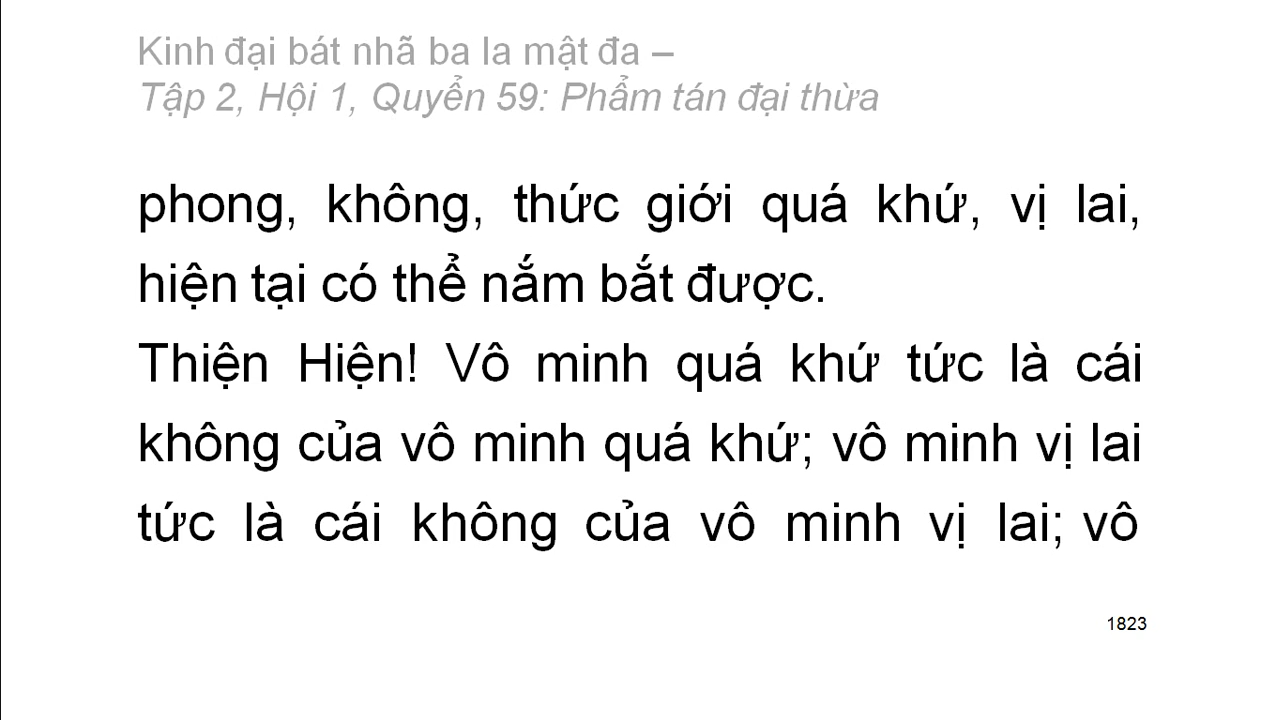 Kinh đại bát nhã ba la mật đa –
Tập 2, Hội 1, Quyển 59: Phẩm tán đại thừa
phong, không, thức giới quá khứ, vị lai,
hiện tại có thể nắm bắt được.
Thiện Hiện! Vô minh quá khứ tức là cái
không của vô minh quá khứ; vô minh vị lai
tức là cái không của vô minh vị lai; vô
1823